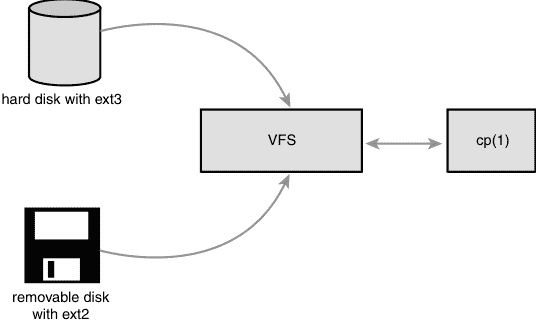 hard disk with ext3
VFS
cp(1)
removable disk
with ext2